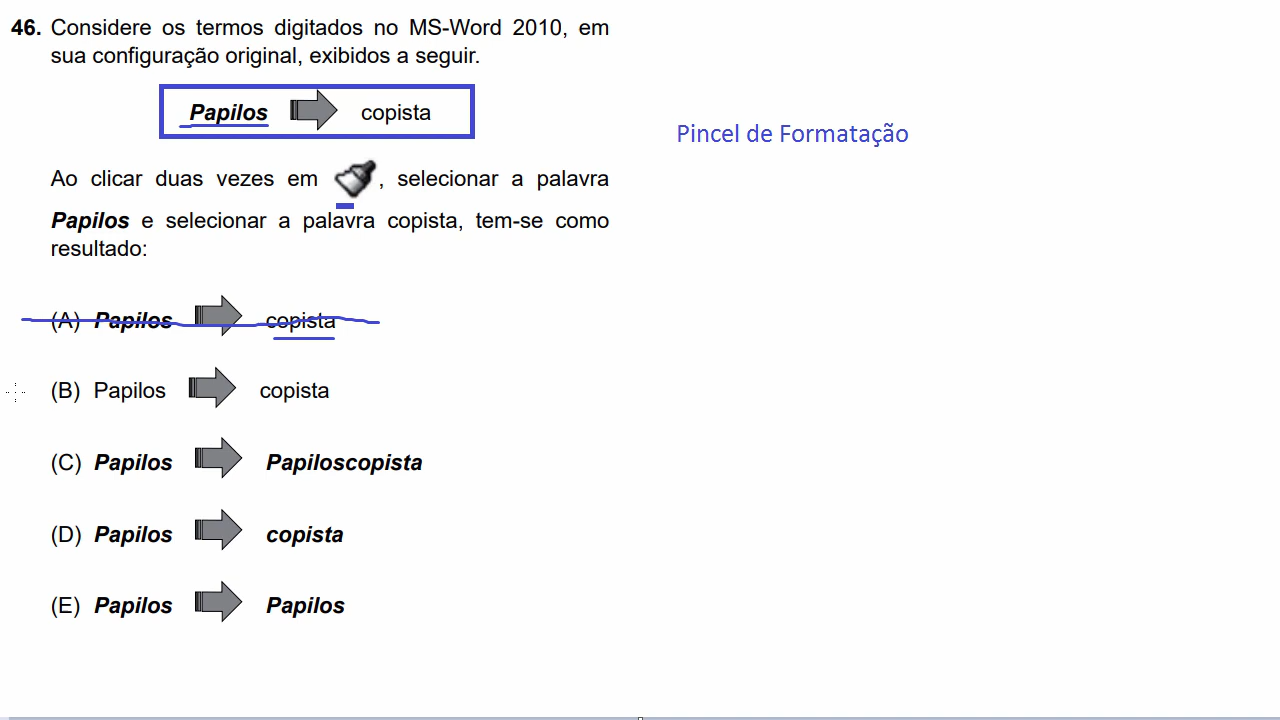 46. Considere os termos digitados no MS-Word 2010, em
sua configuração original, exibidos a seguir.
Papilos copista
Pincel de Formatação
Ao clicar duas vezes em , selecionar a palavra
Papilos e selecionar a palavra copista, tem-se como
resultado:
(A) Papilos copista
(B) Papilos copista
(C) Papilos Papiloscopista
(D) Papilos copista
(E) Papilos Papilos